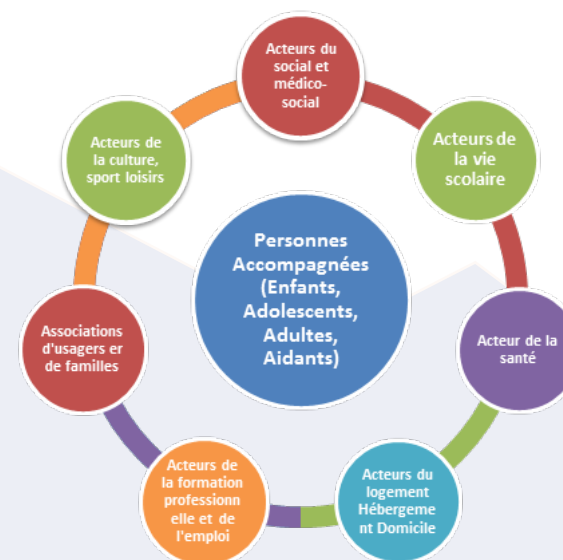 Acteurs du
social et
médico-
social
Acteurs de
la vie
scolaire
Acteur de la
santé
Acteurs du
logement
Hébergeme
nt Domicile
Acteurs de
la formation
professionn
elle et de
l'emploi
Associations
d'usagers er
de familles
Acteurs de
la culture,
sport loisirs
Personnes
Accompagnées
(Enfants,
Adolescents,
Adultes,
Aidants)